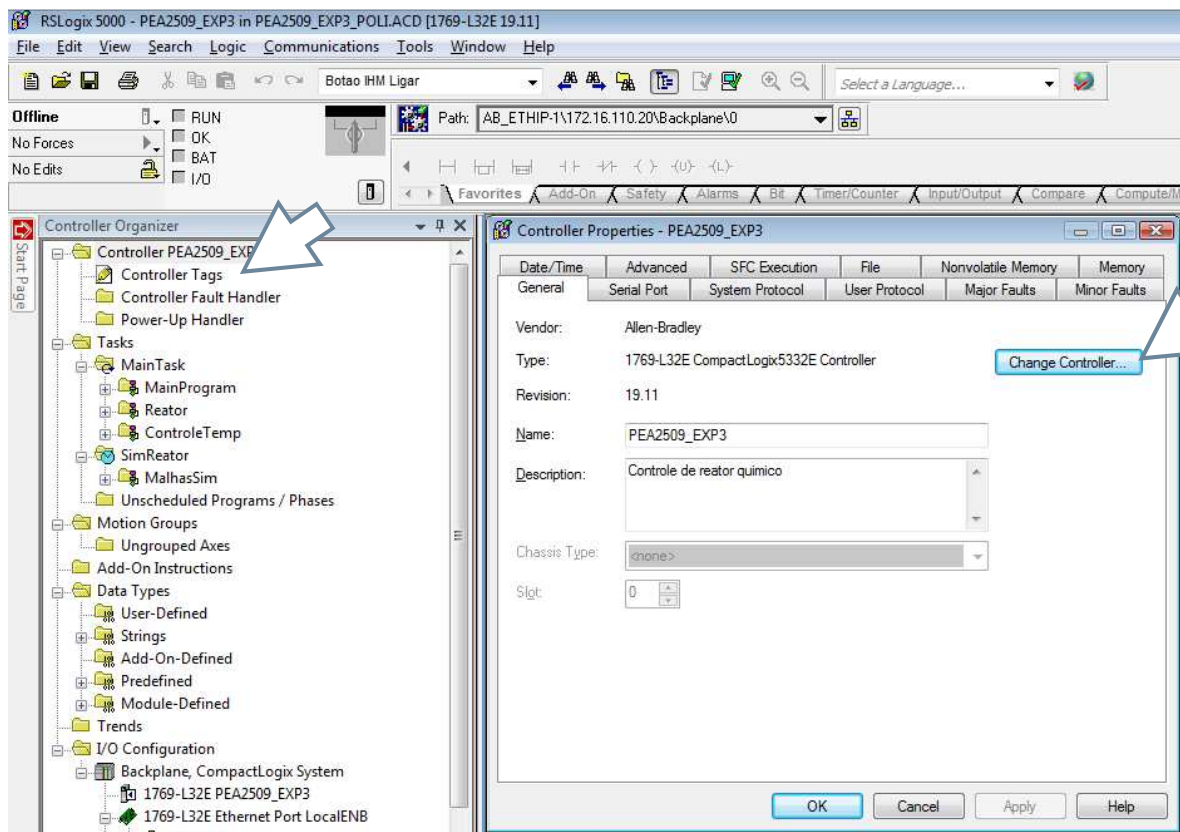 RSLogix 5000 - PEA2509_EXP3 in PEA2509_EXP3_POLI.ACD [1769-L32E 19.11]
File Edit View Search Logic Communications Tools Window Help
Botao IHM Ligar
Select a Language...
Offline
RUN
No Forces
OK
No Edits
BAT
I/O
Path: AB_ETHIP-1\172.16.110.20\Backplane\0
Favorites Add-On Safety Alarms Bit Timer/Counter Input/Output Compare Compute/M
Start Page
Controller Organizer
Controller PEA2509_EXP
Controller Tags
Controller Fault Handler
Power-Up Handler
Tasks
MainTask
MainProgram
Reator
ControleTemp
SimReator
MalhasSim
Unscheduled Programs / Phases
Motion Groups
Ungrouped Axes
Add-On Instructions
Data Types
User-Defined
Strings
Add-On-Defined
Predefined
Module-Defined
Trends
I/O Configuration
Backplane, CompactLogix System
1769-L32E PEA2509_EXP3
1769-L32E Ethernet Port LocalENB
Controller Properties - PEA2509_EXP3
Date/Time Advanced SFC Execution File Nonvolatile Memory Memory
General Serial Port System Protocol User Protocol Major Faults Minor Faults
Vendor: Allen-Bradley
Type: 1769-L32E CompactLogix5332E Controller
Change Controller...
Revision: 19.11
Name: PEA2509_EXP3
Description: Controle de reator quimico
Chassis Type: <none>
Slot: 0
OK Cancel Apply Help